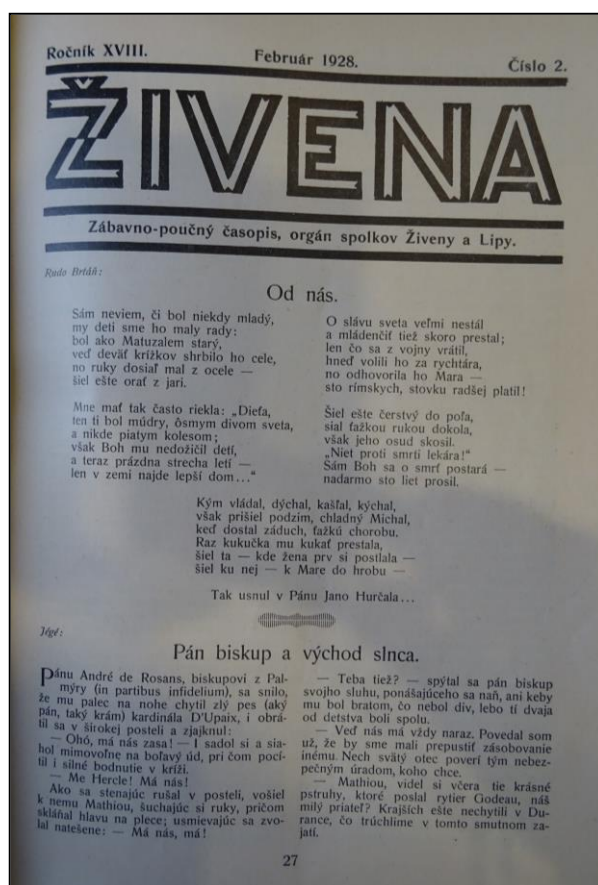 Ročník XVIII.
Február 1928.
Číslo 2.
ŽIVENA
Zábavno-poučný časopis, orgán spolkov Živeny a Lipy.
Rudo Brtáň:
Od nás.
Sám neviem, či bol niekdy mladý,
my deti sme ho maly rady:
bol ako Matuzalem starý,
veď deväť krížkov shrbilo ho cele,
no ruky dosiaľ mal z ocele —
šiel ešte orať z jari.
Mne mať tak často riekla: „Dieťa,
ten ti bol múdry, ôsmym divom sveta,
a nikde piatym kolesom;
však Boh mu nedožičil detí,
a teraz prázdna strecha letí —
len v zemi najde lepší dom..."
O slávu sveta veľmi nestál
a mládenčiť tiež skoro prestal;
len čo sa z vojny vrátil,
hneď volili ho za rychtára,
no odhovorila ho Mara —
sto rímskych, stovku radšej platil!
Šiel ešte čerstvý do poľa,
sial ťažkou rukou dokola,
však jeho osud skosil.
„Niet proti smrti lekára!"
Sám Boh sa o smrť postará —
nadarmo sto liet prosil.
Kým vládal, dýchal, kašľal, kýchal,
však prišiel podzim, chladný Michal,
keď dostal záduch, ťažkú chorobu.
Raz kukučka mu kukať prestala,
šiel ta — kde žena prv si postlala —
šiel ku nej — k Mare do hrobu —
Tak usnul v Pánu Jano Hurčala...
Jégé:
Pán biskup a východ slnca.
Pánu André de Rosans, biskupovi z Pal-
mýry (in partibus infidelium), sa snilo,
že mu palec na nohe chytil zlý pes (aký
pán, taký krám) kardinála D'Upaix, i obrá-
til sa v širokej posteli a zjajknul:
— Ohó, má nás zasa! — I sadol si a sia-
hol mimovoľne na boľavý úd, pri čom pocí-
til i silné bodnutie v kríži.
— Me Hercle! Má nás!
Ako sa stenajúc rušal v posteli, vošiel
k nemu Mathiou, šuchajúc si ruky, pričom
skláňal hlavu na plece; usmievajúc sa zvo-
lal natešene: — Má nás, má!
— Teba tiež? — spýtal sa pán biskup
svojho sluhu, ponášajúceho sa naň, ani keby
mu bol bratom, čo nebol div, lebo tí dvaja
od detstva boli spolu.
— Veď nás má vždy naraz. Povedal som
už, že by sme mali prepustiť zásobovanie
inému. Nech svätý otec poverí tým nebez-
pečným úradom, koho chce.
— Mathiou, videl si včera tie krásné
pstruhy, ktoré poslal rytier Godeau, náš
milý priateľ? Krajších ešte nechytili v Du-
rance, čo trúchlime v tomto smutnom za-
jatí.
27